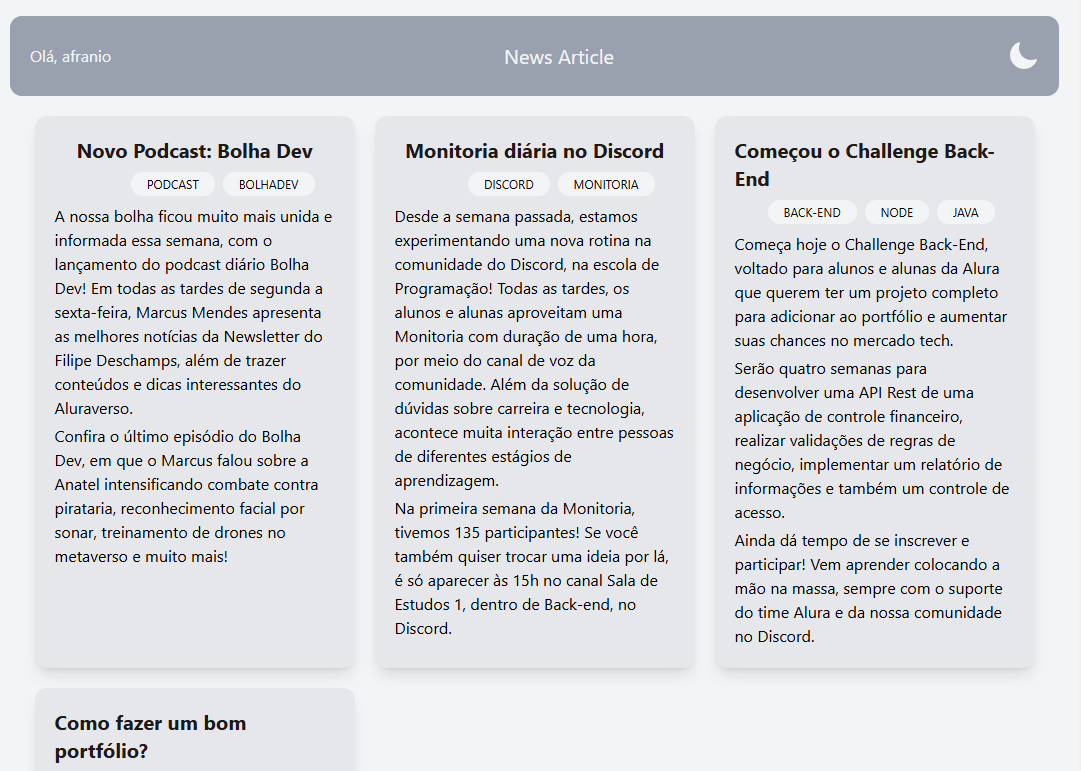 Olá, afranio
News Article
Novo Podcast: Bolha Dev
PODCAST
BOLHADEV
A nossa bolha ficou muito mais unida e
informada essa semana, com o
lançamento do podcast diário Bolha
Dev! Em todas as tardes de segunda a
sexta-feira, Marcus Mendes apresenta
as melhores notícias da Newsletter do
Filipe Deschamps, além de trazer
conteúdos e dicas interessantes do
Aluraverso.
Confira o último episódio do Bolha
Dev, em que o Marcus falou sobre a
Anatel intensificando combate contra
pirataria, reconhecimento facial por
sonar, treinamento de drones no
metaverso e muito mais!
Monitoria diária no Discord
DISCORD
MONITORIA
Desde a semana passada, estamos
experimentando uma nova rotina na
comunidade do Discord, na escola de
Programação! Todas as tardes, os
alunos e alunas aproveitam uma
Monitoria com duração de uma hora,
por meio do canal de voz da
comunidade. Além da solução de
dúvidas sobre carreira e tecnologia,
acontece muita interação entre pessoas
de diferentes estágios de
aprendizagem.
Na primeira semana da Monitoria,
tivemos 135 participantes! Se você
também quiser trocar uma ideia por lá,
é só aparecer às 15h no canal Sala de
Estudos 1, dentro de Back-end, no
Discord.
Começou o Challenge Back-
End
BACK-END
NODE
JAVA
Começa hoje o Challenge Back-End,
voltado para alunos e alunas da Alura
que querem ter um projeto completo
para adicionar ao portfólio e aumentar
suas chances no mercado tech.
Serão quatro semanas para
desenvolver uma API Rest de uma
aplicação de controle financeiro,
realizar validações de regras de
negócio, implementar um relatório de
informações e também um controle de
acesso.
Ainda dá tempo de se inscrever e
participar! Vem aprender colocando a
mão na massa, sempre com o suporte
do time Alura e da nossa comunidade
no Discord.
Como fazer um bom
portfólio?